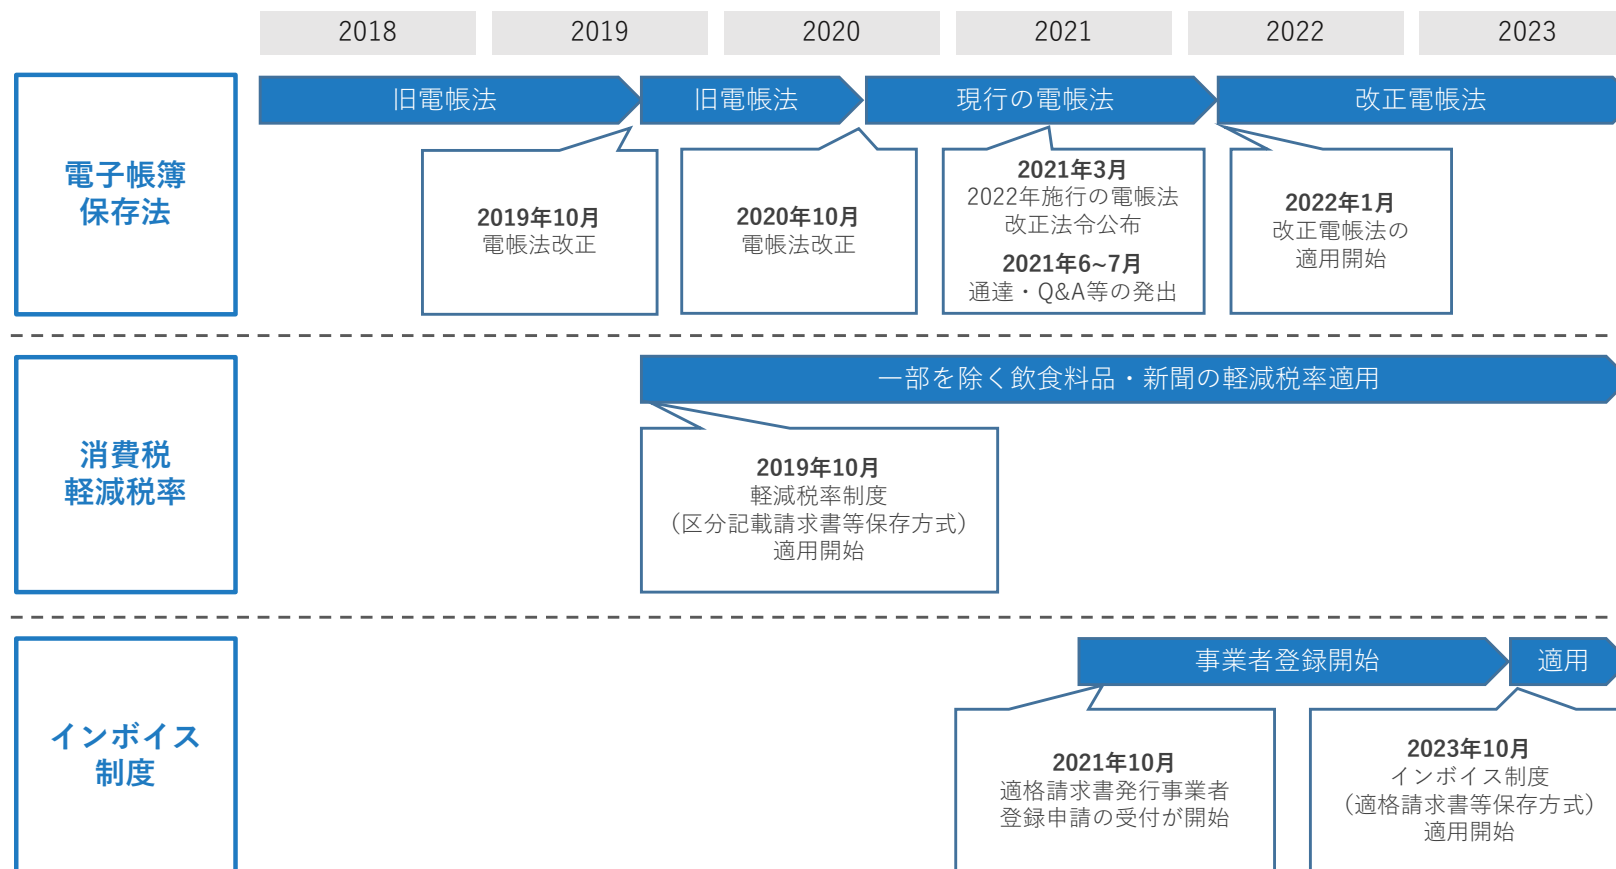 2018
2019
2020
2021
2022
2023
電子帳簿
保存法
旧電帳法
旧電帳法
現行の電帳法
改正電帳法
2019年10月
電帳法改正
2020年10月
電帳法改正
2021年3月
2022年施行の電帳法
改正法令公布
2021年6~7月
通達・Q&A等の発出
2022年1月
改正電帳法の
適用開始
消費税
軽減税率
一部を除く飲食料品・新聞の軽減税率適用
2019年10月
軽減税率制度
（区分記載請求書等保存方式）
適用開始
インボイス
制度
事業者登録開始
適用
2021年10月
適格請求書発行事業者
登録申請の受付が開始
2023年10月
インボイス制度
（適格請求書等保存方式）
適用開始